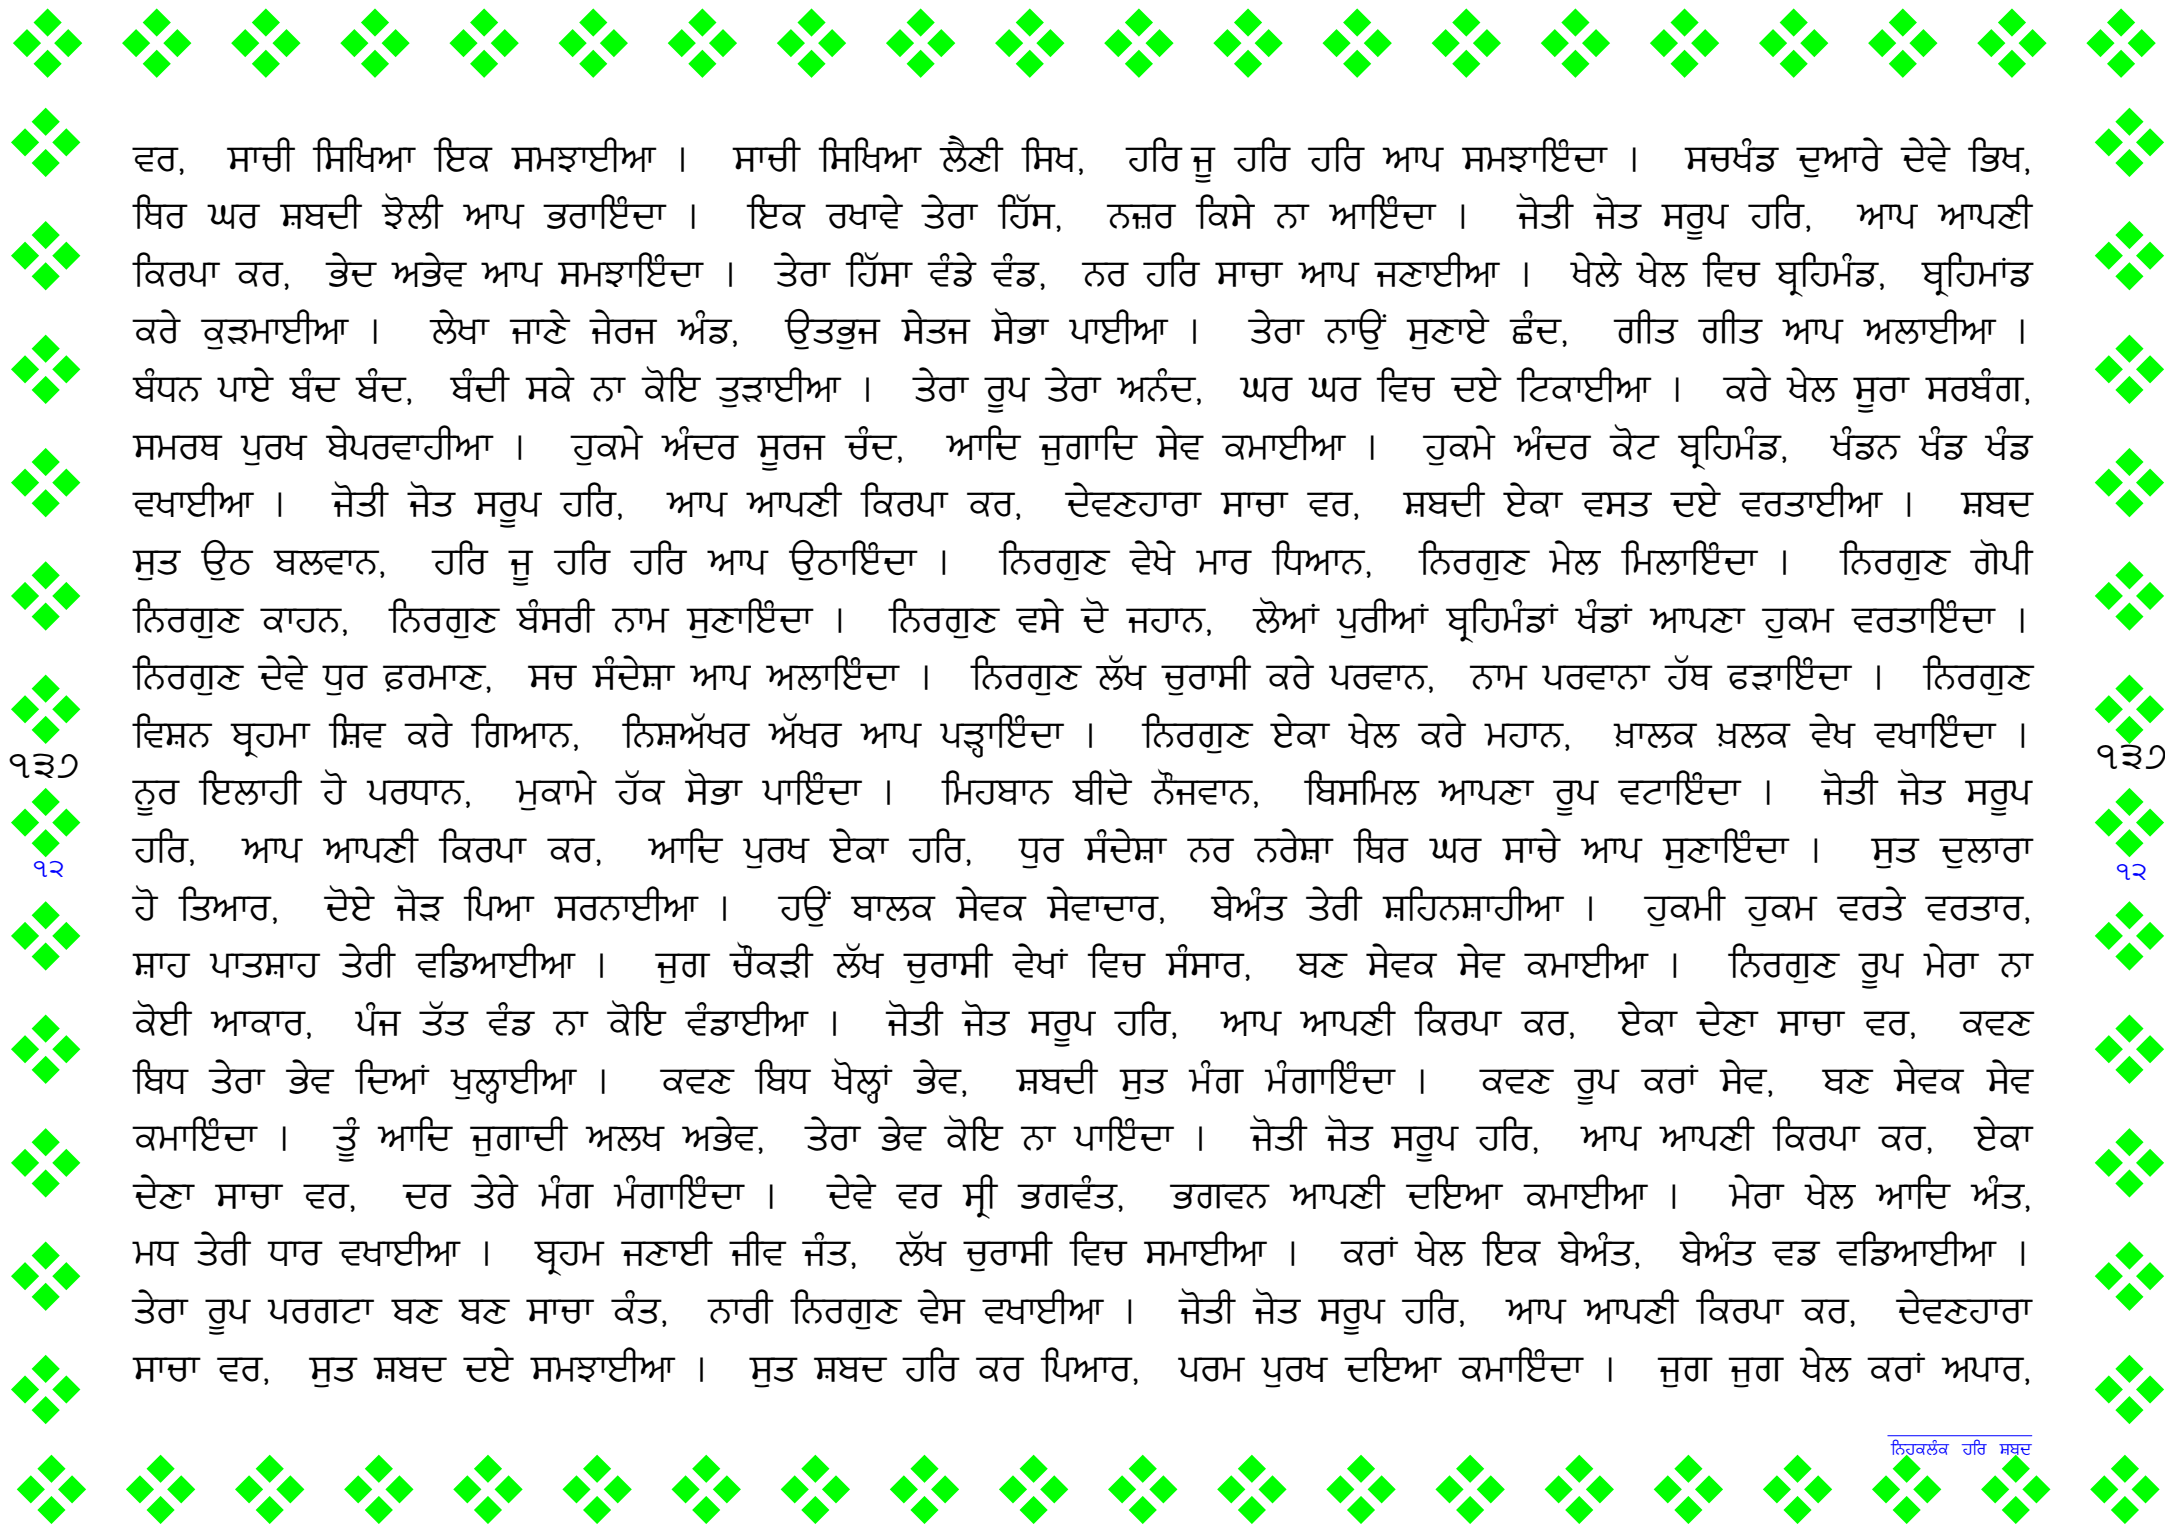 ਵਰ, ਸਾਚੀ ਸਿਖਿਆ ਇਕ ਸਮਝਾਈਆ । ਸਾਚੀ ਸਿਖਿਆ ਲੈਣੀ ਸਿਖ, ਹਰਿ ਜੂ ਹਰਿ ਹਰਿ ਆਪ ਸਮਝਾਇੰਦਾ । ਸਚਖੰਡ ਦੁਆਰੇ ਦੇਵੇ ਭਿਖ,
ਥਿਰ ਘਰ ਸ਼ਬਦੀ ਝੋਲੀ ਆਪ ਭਰਾਇੰਦਾ । ਇਕ ਰਖਾਵੇ ਤੇਰਾ ਹਿੱਸ, ਨਜ਼ਰ ਕਿਸੇ ਨਾ ਆਇੰਦਾ । ਜੋਤੀ ਜੋਤ ਸਰੂਪ ਹਰਿ, ਆਪ ਆਪਣੀ
ਕਿਰਪਾ ਕਰ, ਭੇਦ ਅਭੇਵ ਆਪ ਸਮਝਾਇੰਦਾ । ਤੇਰਾ ਹਿੱਸਾ ਵੰਡੇ ਵੰਡ, ਨਰ ਹਰਿ ਸਾਚਾ ਆਪ ਜਣਾਈਆ । ਖੇਲੇ ਖੇਲ ਵਿਚ ਬ੍ਰਹਿਮੰਡ, ਬ੍ਰਹਿਮਾਂਡ
ਕਰੇ ਕੁੜਮਾਈਆ । ਲੇਖਾ ਜਾਣੇ ਜੇਰਜ ਅੰਡ, ਉਤਭੁਜ ਸੇਤਜ ਸੋਭਾ ਪਾਈਆ । ਤੇਰਾ ਨਾਉਂ ਸੁਣਾਏ ਛੰਦ, ਗੀਤ ਗੀਤ ਆਪ ਅਲਾਈਆ ।
ਬੰਧਨ ਪਾਏ ਬੰਦ ਬੰਦ, ਬੰਦੀ ਸਕੇ ਨਾ ਕੋਇ ਤੁੜਾਈਆ । ਤੇਰਾ ਰੂਪ ਤੇਰਾ ਅਨੰਦ, ਘਰ ਘਰ ਵਿਚ ਦਏ ਟਿਕਾਈਆ । ਕਰੇ ਖੇਲ ਸੂਰਾ ਸਰਬੰਗ,
ਸਮਰਥ ਪੁਰਖ ਬੇਪਰਵਾਹੀਆ । ਹੁਕਮੇ ਅੰਦਰ ਸੂਰਜ ਚੰਦ, ਆਦਿ ਜੁਗਾਦਿ ਸੇਵ ਕਮਾਈਆ । ਹੁਕਮੇ ਅੰਦਰ ਕੋਟ ਬ੍ਰਹਿਮੰਡ, ਖੰਡਨ ਖੰਡ ਖੰਡ
ਵਖਾਈਆ । ਜੋਤੀ ਜੋਤ ਸਰੂਪ ਹਰਿ, ਆਪ ਆਪਣੀ ਕਿਰਪਾ ਕਰ, ਦੇਵਣਹਾਰਾ ਸਾਚਾ ਵਰ, ਸ਼ਬਦੀ ਏਕਾ ਵਸਤ ਦਏ ਵਰਤਾਈਆ । ਸ਼ਬਦ
ਸੁਤ ਉਠ ਬਲਵਾਨ, ਹਰਿ ਜੂ ਹਰਿ ਹਰਿ ਆਪ ਉਠਾਇੰਦਾ । ਨਿਰਗੁਣ ਵੇਖੇ ਮਾਰ ਧਿਆਨ, ਨਿਰਗੁਣ ਮੇਲ ਮਿਲਾਇੰਦਾ । ਨਿਰਗੁਣ ਗੋਪੀ
ਨਿਰਗੁਣ ਕਾਹਨ, ਨਿਰਗੁਣ ਬੰਸਰੀ ਨਾਮ ਸੁਣਾਇੰਦਾ । ਨਿਰਗੁਣ ਵਸੇ ਦੋ ਜਹਾਨ, ਲੋਆਂ ਪੁਰੀਆਂ ਬ੍ਰਹਿਮੰਡਾਂ ਖੰਡਾਂ ਆਪਣਾ ਹੁਕਮ ਵਰਤਾਇੰਦਾ ।
ਨਿਰਗੁਣ ਦੇਵੇ ਧੁਰ ਫ਼ਰਮਾਣ, ਸਚ ਸੰਦੇਸ਼ਾ ਆਪ ਅਲਾਇੰਦਾ । ਨਿਰਗੁਣ ਲੱਖ ਚੁਰਾਸੀ ਕਰੇ ਪਰਵਾਨ, ਨਾਮ ਪਰਵਾਨਾ ਹੱਥ ਫੜਾਇੰਦਾ । ਨਿਰਗੁਣ
ਵਿਸ਼ਨ ਬ੍ਰਹਮਾ ਸ਼ਿਵ ਕਰੇ ਗਿਆਨ, ਨਿਸ਼ਅੱਖਰ ਅੱਖਰ ਆਪ ਪੜ੍ਹਾਇੰਦਾ । ਨਿਰਗੁਣ ਏਕਾ ਖੇਲ ਕਰੇ ਮਹਾਨ, ਖ਼ਾਲਕ ਖ਼ਲਕ ਵੇਖ ਵਖਾਇੰਦਾ ।
੧੩੭ ੧੩੭
ਨੂਰ ਇਲਾਹੀ ਹੋ ਪਰਧਾਨ, ਮੁਕਾਮੇ ਹੱਕ ਸੋਭਾ ਪਾਇੰਦਾ । ਮਿਹਬਾਨ ਬੀਦੋ ਨੌਜਵਾਨ, ਬਿਸਮਿਲ ਆਪਣਾ ਰੂਪ ਵਟਾਇੰਦਾ । ਜੋਤੀ ਜੋਤ ਸਰੂਪ
ਹਰਿ, ਆਪ ਆਪਣੀ ਕਿਰਪਾ ਕਰ, ਆਦਿ ਪੁਰਖ ਏਕਾ ਹਰਿ, ਧੁਰ ਸੰਦੇਸ਼ਾ ਨਰ ਨਰੇਸ਼ਾ ਥਿਰ ਘਰ ਸਾਚੇ ਆਪ ਸੁਣਾਇੰਦਾ । ਸੁਤ ਦੁਲਾਰਾ
੧੨ ੧੨
ਹੋ ਤਿਆਰ, ਦੋਏ ਜੋੜ ਪਿਆ ਸਰਨਾਈਆ । ਹਉਂ ਬਾਲਕ ਸੇਵਕ ਸੇਵਾਦਾਰ, ਬੇਅੰਤ ਤੇਰੀ ਸ਼ਹਿਨਸ਼ਾਹੀਆ । ਹੁਕਮੀ ਹੁਕਮ ਵਰਤੇ ਵਰਤਾਰ,
ਸ਼ਾਹ ਪਾਤਸ਼ਾਹ ਤੇਰੀ ਵਡਿਆਈਆ । ਜੁਗ ਚੌਕੜੀ ਲੱਖ ਚੁਰਾਸੀ ਵੇਖਾਂ ਵਿਚ ਸੰਸਾਰ, ਬਣ ਸੇਵਕ ਸੇਵ ਕਮਾਈਆ । ਨਿਰਗੁਣ ਰੂਪ ਮੇਰਾ ਨਾ
ਕੋਈ ਆਕਾਰ, ਪੰਜ ਤੱਤ ਵੰਡ ਨਾ ਕੋਇ ਵੰਡਾਈਆ । ਜੋਤੀ ਜੋਤ ਸਰੂਪ ਹਰਿ, ਆਪ ਆਪਣੀ ਕਿਰਪਾ ਕਰ, ਏਕਾ ਦੇਣਾ ਸਾਚਾ ਵਰ, ਕਵਣ
ਬਿਧ ਤੇਰਾ ਭੇਵ ਦਿਆਂ ਖੁਲ੍ਹਾਈਆ । ਕਵਣ ਬਿਧ ਖੋਲ੍ਹਾਂ ਭੇਵ, ਸ਼ਬਦੀ ਸੁਤ ਮੰਗ ਮੰਗਾਇੰਦਾ । ਕਵਣ ਰੂਪ ਕਰਾਂ ਸੇਵ, ਬਣ ਸੇਵਕ ਸੇਵ
ਕਮਾਇੰਦਾ । ਤੂੰ ਆਦਿ ਜੁਗਾਦੀ ਅਲਖ ਅਭੇਵ, ਤੇਰਾ ਭੇਵ ਕੋਇ ਨਾ ਪਾਇੰਦਾ । ਜੋਤੀ ਜੋਤ ਸਰੂਪ ਹਰਿ, ਆਪ ਆਪਣੀ ਕਿਰਪਾ ਕਰ, ਏਕਾ
ਦੇਣਾ ਸਾਚਾ ਵਰ, ਦਰ ਤੇਰੇ ਮੰਗ ਮੰਗਾਇੰਦਾ । ਦੇਵੇ ਵਰ ਸ੍ਰੀ ਭਗਵੰਤ, ਭਗਵਨ ਆਪਣੀ ਦਇਆ ਕਮਾਈਆ । ਮੇਰਾ ਖੇਲ ਆਦਿ ਅੰਤ,
ਮਧ ਤੇਰੀ ਧਾਰ ਵਖਾਈਆ । ਬ੍ਰਹਮ ਜਣਾਈ ਜੀਵ ਜੰਤ, ਲੱਖ ਚੁਰਾਸੀ ਵਿਚ ਸਮਾਈਆ । ਕਰਾਂ ਖੇਲ ਇਕ ਬੇਅੰਤ, ਬੇਅੰਤ ਵਡ ਵਡਿਆਈਆ ।
ਤੇਰਾ ਰੂਪ ਪਰਗਟਾ ਬਣ ਬਣ ਸਾਚਾ ਕੰਤ, ਨਾਰੀ ਨਿਰਗੁਣ ਵੇਸ ਵਖਾਈਆ । ਜੋਤੀ ਜੋਤ ਸਰੂਪ ਹਰਿ, ਆਪ ਆਪਣੀ ਕਿਰਪਾ ਕਰ, ਦੇਵਣਹਾਰਾ
ਸਾਚਾ ਵਰ, ਸੁਤ ਸ਼ਬਦ ਦਏ ਸਮਝਾਈਆ । ਸੁਤ ਸ਼ਬਦ ਹਰਿ ਕਰ ਪਿਆਰ, ਪਰਮ ਪੁਰਖ ਦਇਆ ਕਮਾਇੰਦਾ । ਜੁਗ ਜੁਗ ਖੇਲ ਕਰਾਂ ਅਪਾਰ,
ਨਿਹਕਲੰਕ ਹਰਿ ਸ਼ਬਦ